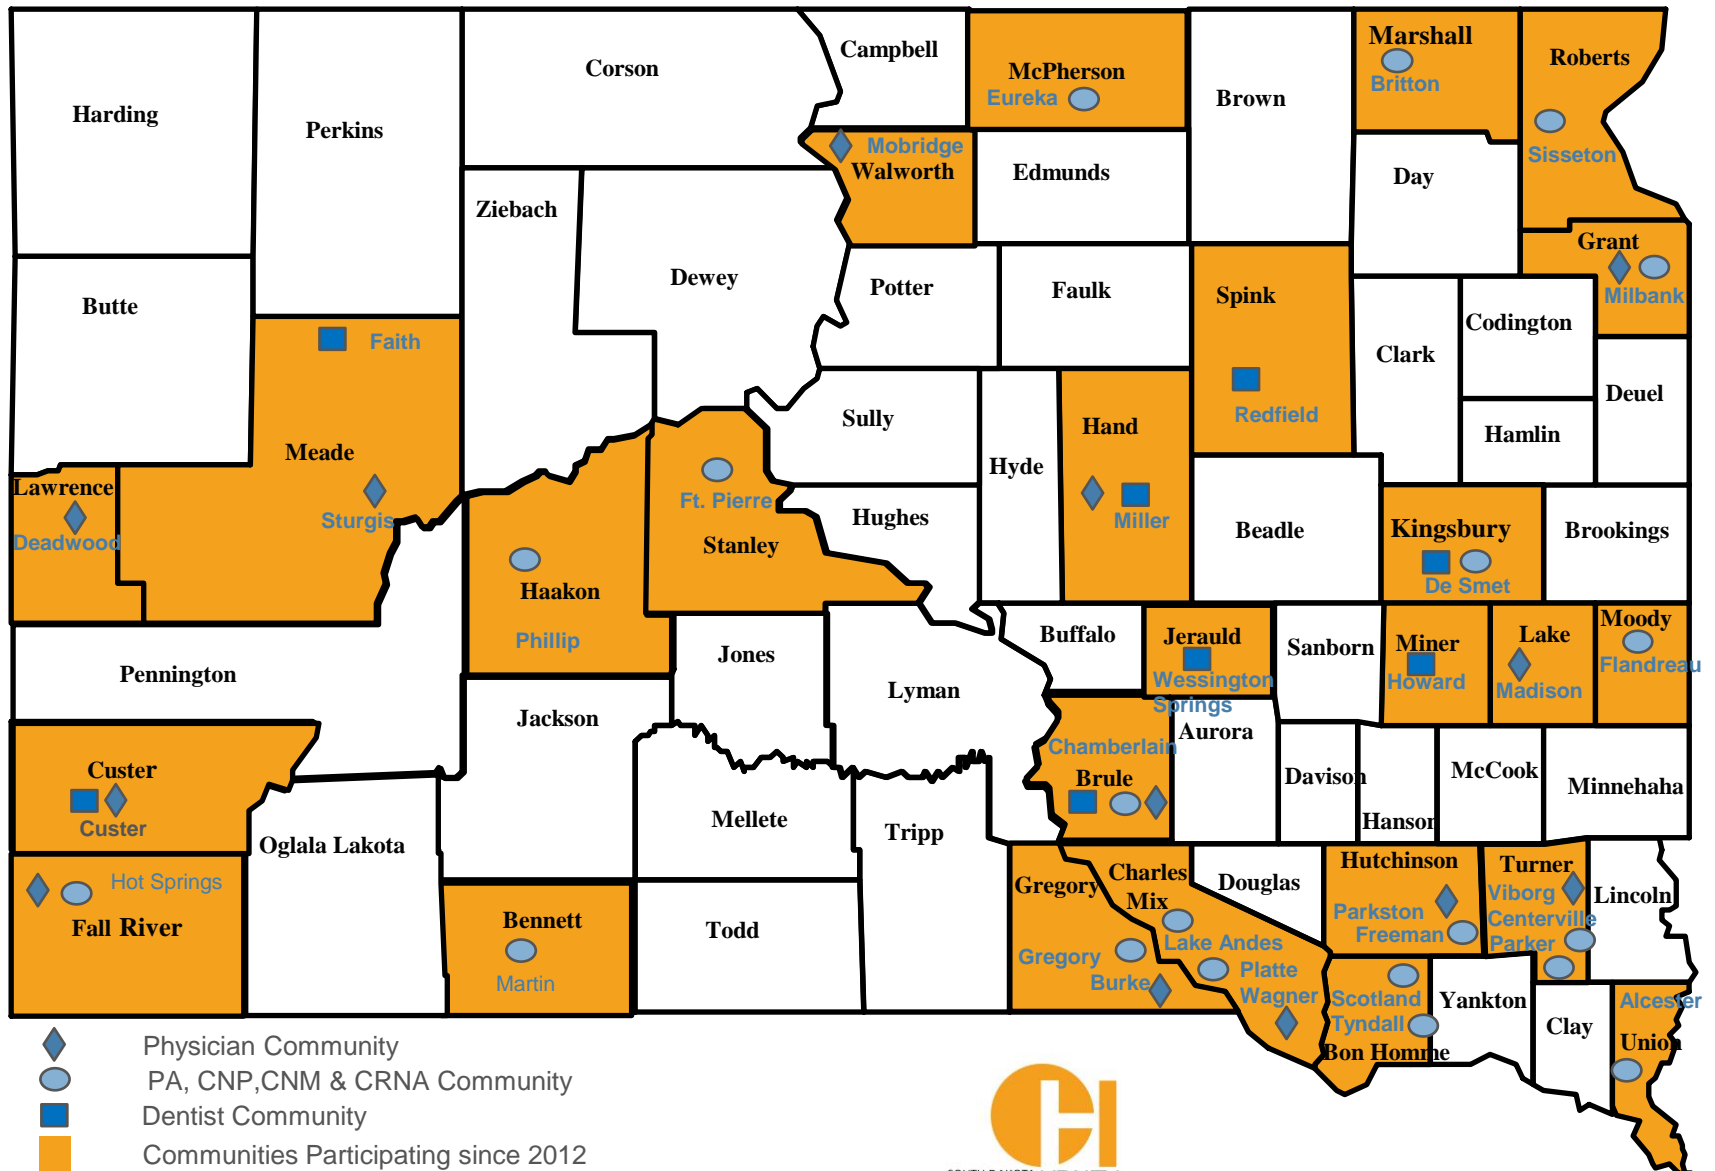 Harding
Perkins
Corson
Campbell
McPherson
Eureka
Brown
Marshall
Britton
Roberts
Sisseton
Mobridge
Walworth
Edmunds
Day
Ziebach
Dewey
Potter
Faulk
Spink
Redfield
Grant
Milbank
Butte
Faith
Meade
Sturgis
Codington
Clark
Deuel
Hamlin
Sully
Hyde
Hand
Miller
Lawrence
Deadwood
Ft. Pierre
Stanley
Hughes
Beadle
Kingsbury
De Smet
Brookings
Haakon
Phillip
Pennington
Jackson
Jones
Lyman
Buffalo
Jerauld
Wessington
Springs
Sanborn
Miner
Howard
Lake
Madison
Moody
Flandreau
Custer
Custer
Oglala Lakota
Mellete
Tripp
Chamberlain
Brule
Aurora
Davison
Hanson
McCook
Minnehaha
Hot Springs
Fall River
Bennett
Martin
Todd
Gregory
Gregory
Burke
Charles
Mix
Lake Andes
Platte
Wagner
Douglas
Hutchinson
Parkston
Freeman
Turner
Viborg
Centerville
Parker
Lincoln
Scotland
Tyndall
Bon Homme
Yankton
Clay
Alcester
Union
Physician Community
PA, CNP,CNM & CRNA Community
Dentist Community
Communities Participating since 2012
SOUTH DAKOTA